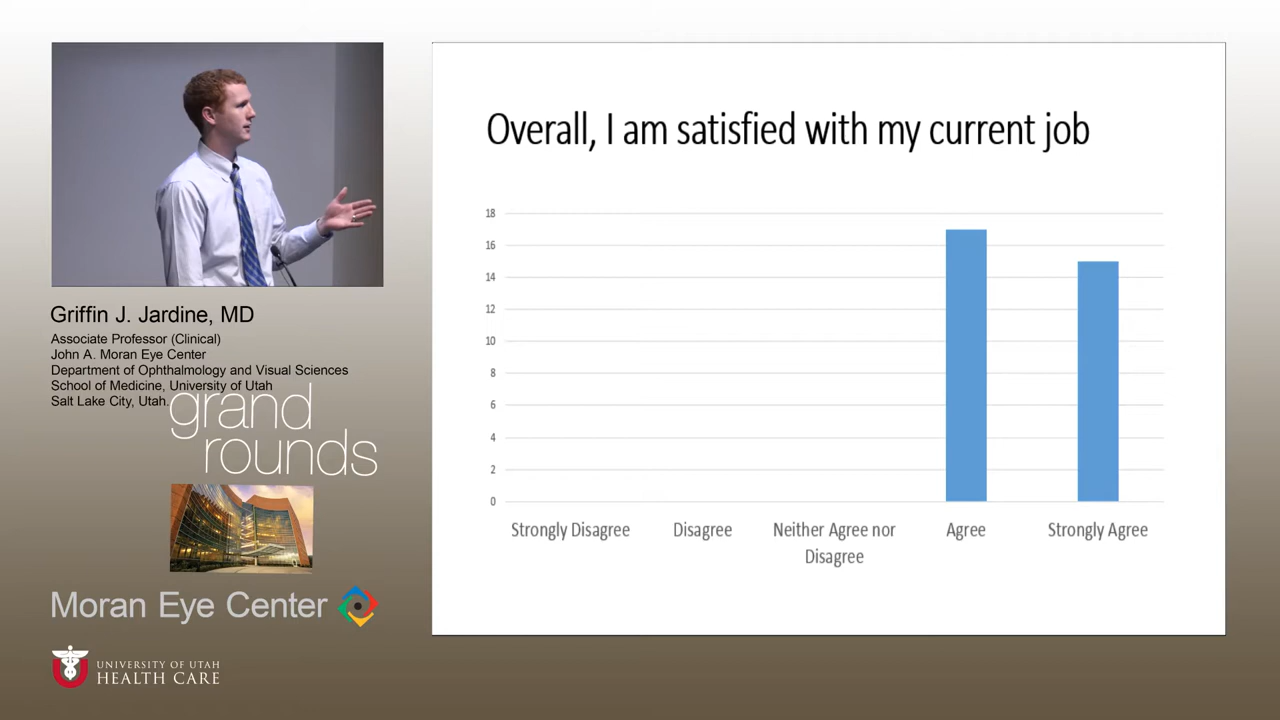 Overall, I am satisfied with my current job
18
16
14
12
10
8
6
4
2
0
Strongly Disagree
Disagree
Neither Agree nor
Disagree
Agree
Strongly Agree
Griffin J. Jardine, MD
Associate Professor (Clinical)
John A. Moran Eye Center
Department of Ophthalmology and Visual Sciences
School of Medicine, University of Utah
Salt Lake City, Utah.
grand
rounds
Moran Eye Center
U
UNIVERSITY OF UTAH
HEALTH CARE